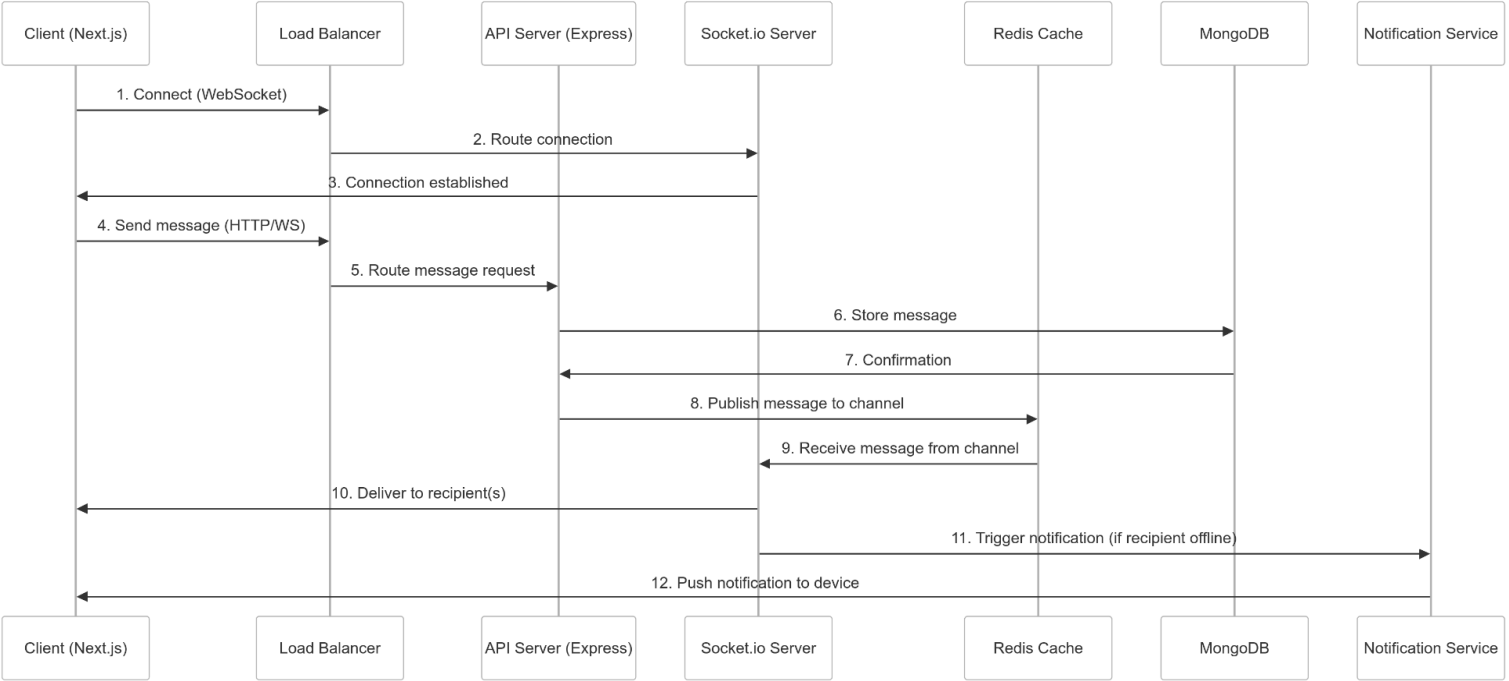 Client (Next.js)
Load Balancer
API Server (Express)
Socket.io Server
Redis Cache
MongoDB
Notification Service
1. Connect (WebSocket)
2. Route connection
3. Connection established
4. Send message (HTTP/WS)
5. Route message request
6. Store message
7. Confirmation
8. Publish message to channel
9. Receive message from channel
10. Deliver to recipient(s)
11. Trigger notification (if recipient offline)
12. Push notification to device
Client (Next.js)
Load Balancer
API Server (Express)
Socket.io Server
Redis Cache
MongoDB
Notification Service